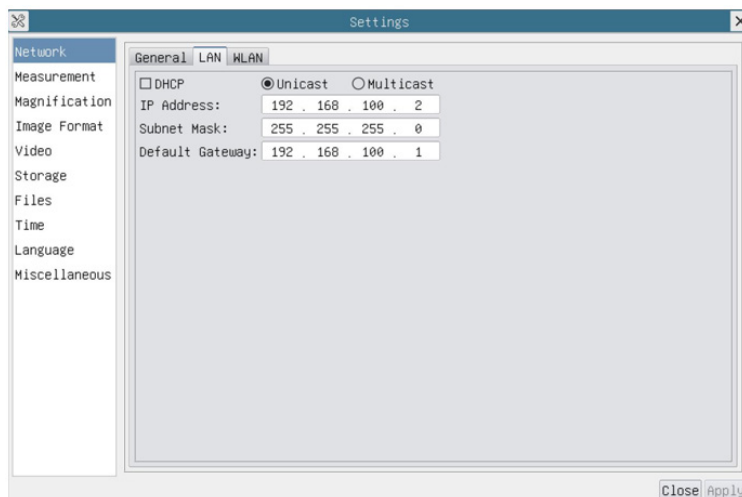 Settings
Network
Measurement
Magnification
Image Format
Video
Storage
Files
Time
Language
Miscellaneous
General LAN WLAN
DHCP Unicast Multicast
IP Address: 192 . 168 . 100 . 2
Subnet Mask: 255 . 255 . 255 . 0
Default Gateway: 192 . 168 . 100 . 1
Close Apply